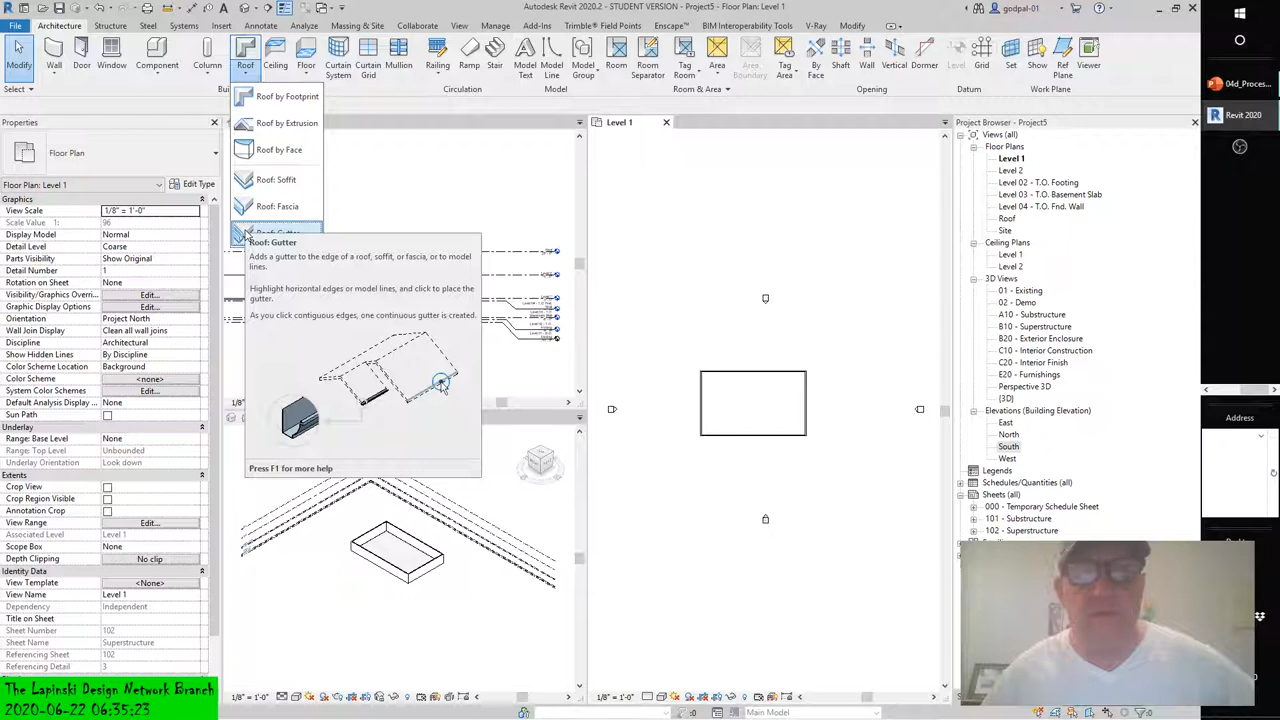 Autodesk Revit 2020.2 - STUDENT VERSION - Project5 - Floor Plan: Level 1
godpal-01
File
Architecture
Structure
Steel
Systems
Insert
Annotate
Analyze
Massing & Site
Collaborate
View
Manage
Add-Ins
Trimble® Field Points
Enscape™
BIM Interoperability Tools
V-Ray
Modify
Modify
Wall
Door
Window
Component
Column
Roof
Ceiling
Floor
Curtain System
Curtain Grid
Mullion
Railing
Ramp
Stair
Model Text
Model Line
Model Group
Room
Room Separator
Tag Room
Area
Area Boundary
Tag Area
By Face
Shaft
Wall
Vertical
Dormer
Level
Grid
Set
Show
Ref Plane
Viewer
Select
Circulation
Model
Room & Area
Opening
Datum
Work Plane
Roof by Footprint
Roof by Extrusion
Roof by Face
Roof: Soffit
Roof: Fascia
Roof: Gutter
Adds a gutter to the edge of a roof, soffit, or fascia, or to model
lines.
Highlight horizontal edges or model lines, and click to place the
gutter.
As you click contiguous edges, one continuous gutter is created.
Press F1 for more help
Properties
Floor Plan
Floor Plan: Level 1
Edit Type
Graphics
View Scale 1/8" = 1'-0"
Scale Value 1: 96
Display Model Normal
Detail Level Coarse
Parts Visibility Show Original
Detail Number 1
Rotation on Sheet None
Visibility/Graphics Overri... Edit...
Graphic Display Options Edit...
Orientation Project North
Wall Join Display Clean all wall joins
Discipline Architectural
Show Hidden Lines By Discipline
Color Scheme Location Background
Color Scheme <none>
System Color Schemes Edit...
Default Analysis Display ... None
Sun Path
Underlay
Range: Base Level None
Range: Top Level Unbounded
Underlay Orientation Look down
Extents
Crop View
Crop Region Visible
Annotation Crop
View Range Edit...
Associated Level Level 1
Scope Box None
Depth Clipping No clip
Identity Data
View Template <None>
View Name Level 1
Dependency Independent
Title on Sheet
Sheet Number 102
Sheet Name Superstructure
Referencing Sheet 102
Referencing Detail 3
The Lapinski Design Network Branch
2020-06-22 06:35:23
Level 1
1/8" = 1'-0"
1/8" = 1'-0"
:0
Main Model
:0
Project Browser - Project5
Views (all)
Floor Plans
Level 1
Level 2
Level 02 - T.O. Footing
Level 03 - T.O. Basement Slab
Level 04 - T.O. Fnd. Wall
Roof
Site
Ceiling Plans
Level 1
Level 2
3D Views
01 - Existing
02 - Demo
A10 - Substructure
B10 - Superstructure
B20 - Exterior Enclosure
C10 - Interior Construction
C10 - Interior Finish
E20 - Furnishings
Perspective 3D
{3D}
Elevations (Building Elevation)
East
North
South
West
Legends
Schedules/Quantities (all)
Sheets (all)
000 - Temporary Schedule Sheet
101 - Substructure
102 - Superstructure
04d_Proces...
Revit 2020
Address